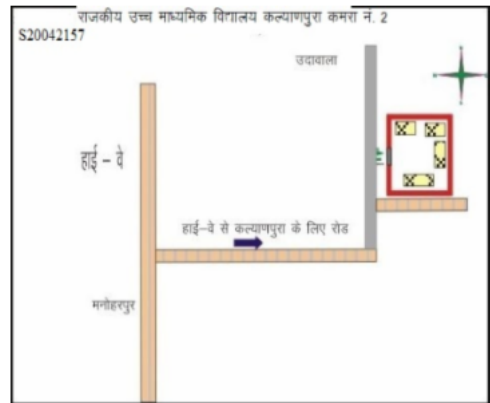 राजकीय उच्च माध्यमिक विद्यालय कल्याणपुरा कमरा नं. 2
S20042157
उदावाला
हाई - वे
हाई-वे से कल्याणपुरा के लिए रोड
मनोहरपुर